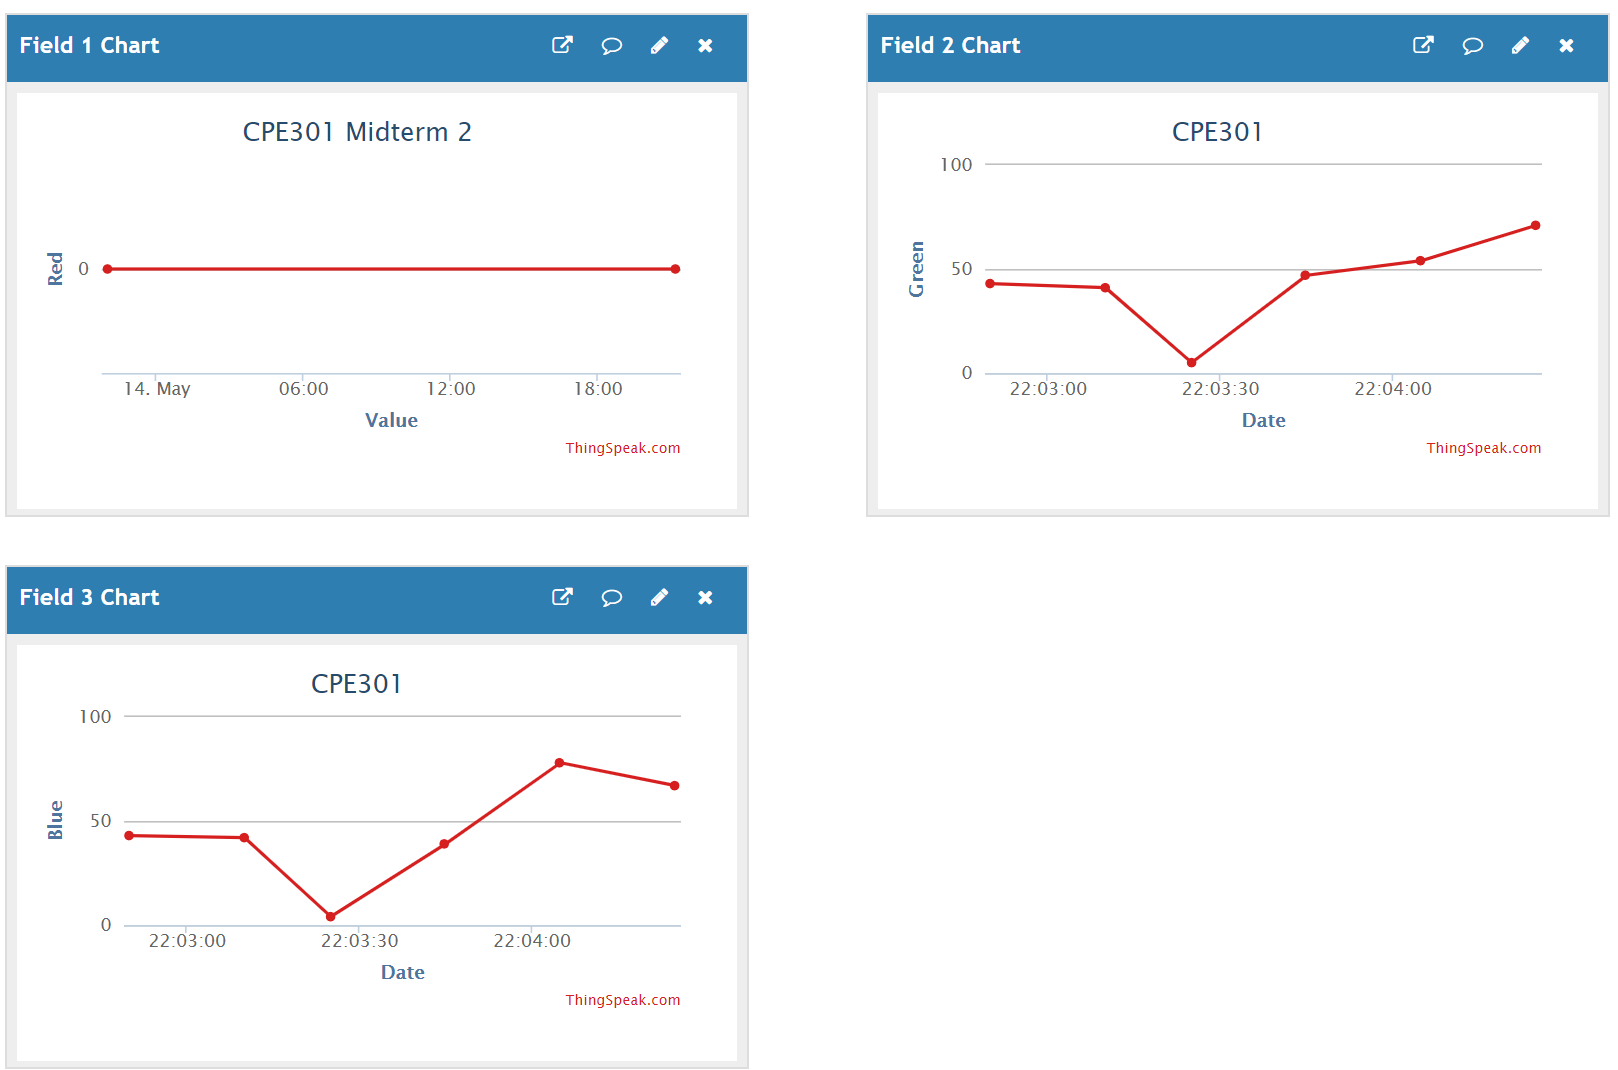 Field 1 Chart
CPE301 Midterm 2
Red
0
14. May 06:00 12:00 18:00
Value
ThingSpeak.com
Field 2 Chart
CPE301
100
Green
50
0
22:03:00 22:03:30 22:04:00
Date
ThingSpeak.com
Field 3 Chart
CPE301
100
Blue
50
0
22:03:00 22:03:30 22:04:00
Date
ThingSpeak.com